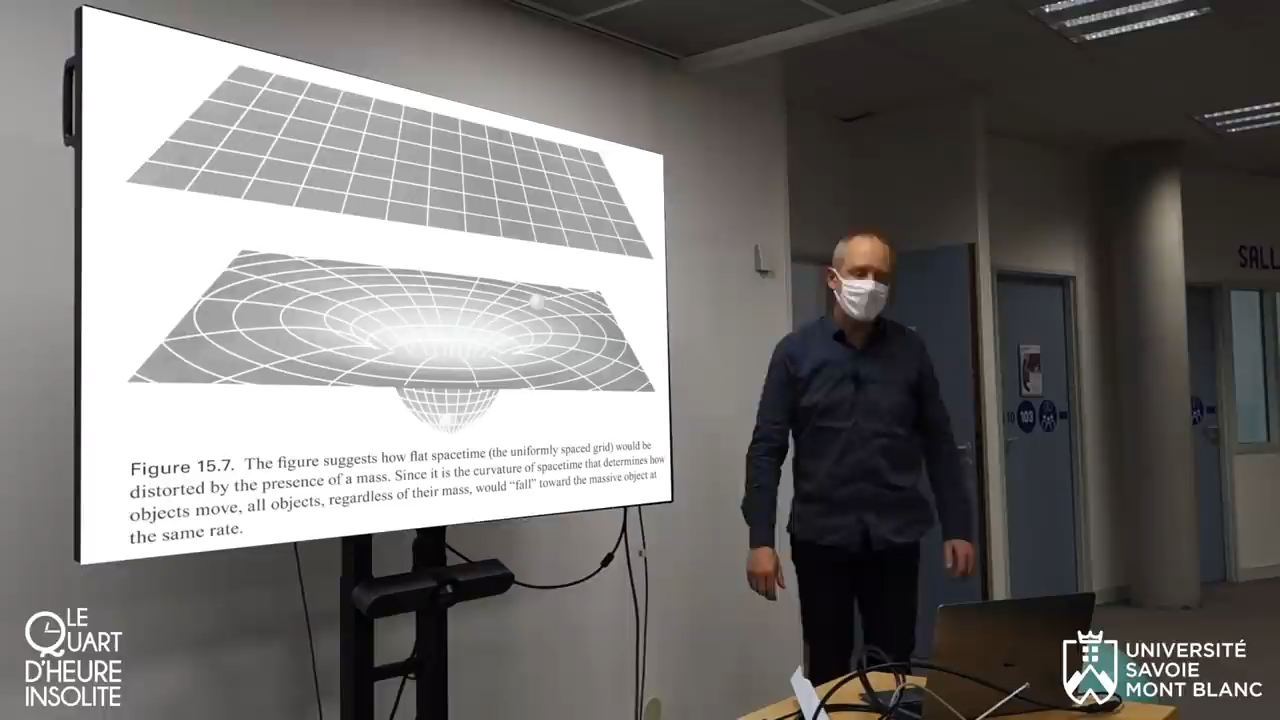 Figure 15.7. The figure suggests how flat spacetime (the uniformly spaced grid) would be
distorted by the presence of a mass. Since it is the curvature of spacetime that determines how
objects move, all objects, regardless of their mass, would “fall” toward the massive object at
the same rate.
SALL
103
LE
QUART
D'HEURE
INSOLITE
UNIVERSITÉ
SAVOIE
MONT BLANC